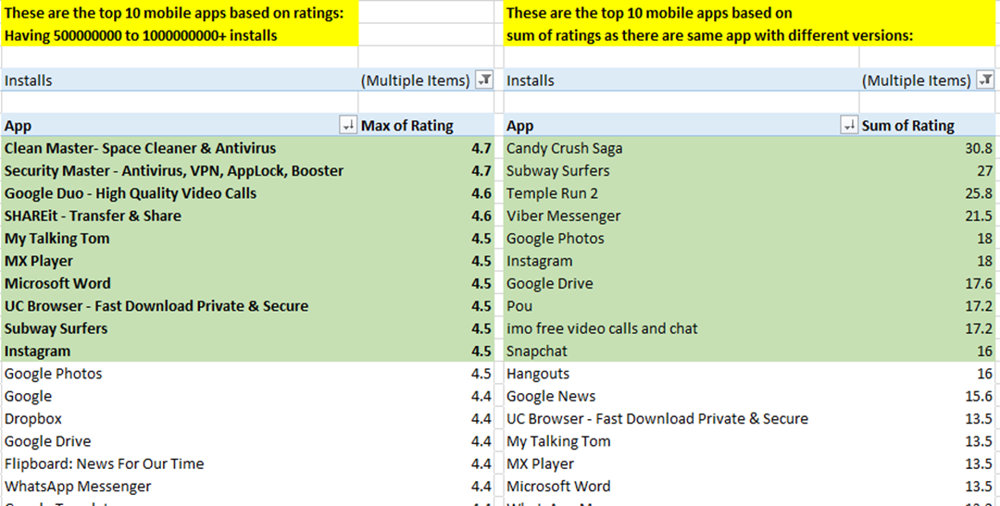 These are the top 10 mobile apps based on ratings:
Having 500000000 to 1000000000+ installs
Installs (Multiple Items)
App Max of Rating
Clean Master- Space Cleaner & Antivirus 4.7
Security Master - Antivirus, VPN, AppLock, Booster 4.7
Google Duo - High Quality Video Calls 4.6
SHAREit - Transfer & Share 4.6
My Talking Tom 4.5
MX Player 4.5
Microsoft Word 4.5
UC Browser - Fast Download Private & Secure 4.5
Subway Surfers 4.5
Instagram 4.5
Google Photos 4.5
Google 4.4
Dropbox 4.4
Google Drive 4.4
Flipboard: News For Our Time 4.4
WhatsApp Messenger 4.4
These are the top 10 mobile apps based on
sum of ratings as there are same app with different versions:
Installs (Multiple Items)
App Sum of Rating
Candy Crush Saga 30.8
Subway Surfers 27
Temple Run 2 25.8
Viber Messenger 21.5
Google Photos 18
Instagram 18
Google Drive 17.6
Pou 17.2
imo free video calls and chat 17.2
Snapchat 16
Hangouts 16
Google News 15.6
UC Browser - Fast Download Private & Secure 13.5
My Talking Tom 13.5
MX Player 13.5
Microsoft Word 13.5